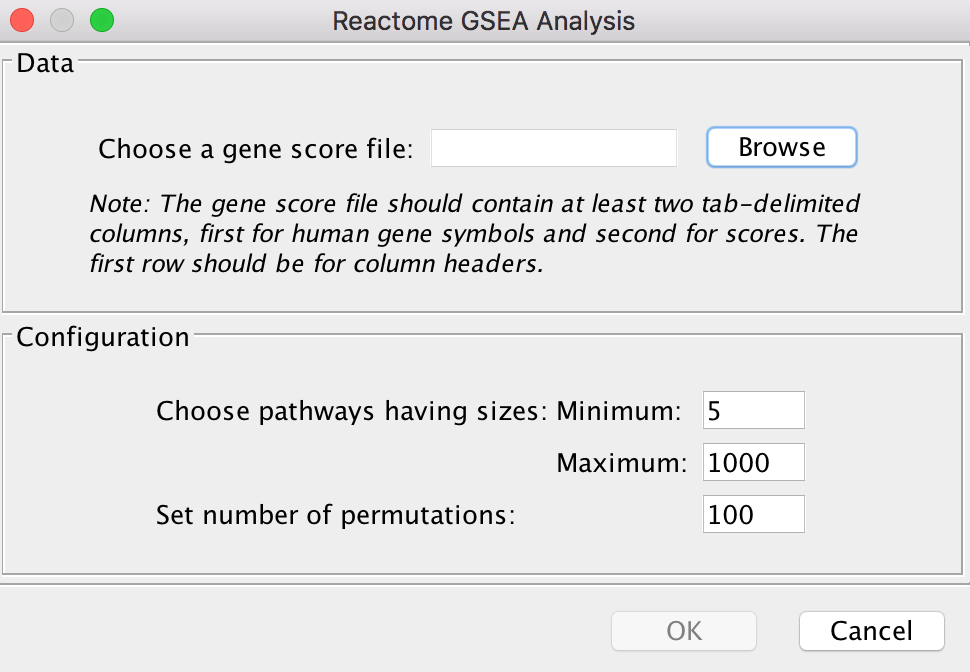 Reactome GSEA Analysis
Data
Choose a gene score file:
Browse
Note: The gene score file should contain at least two tab-delimited
columns, first for human gene symbols and second for scores. The
first row should be for column headers.
Configuration
Choose pathways having sizes: Minimum: 5
Maximum: 1000
Set number of permutations: 100
OK
Cancel